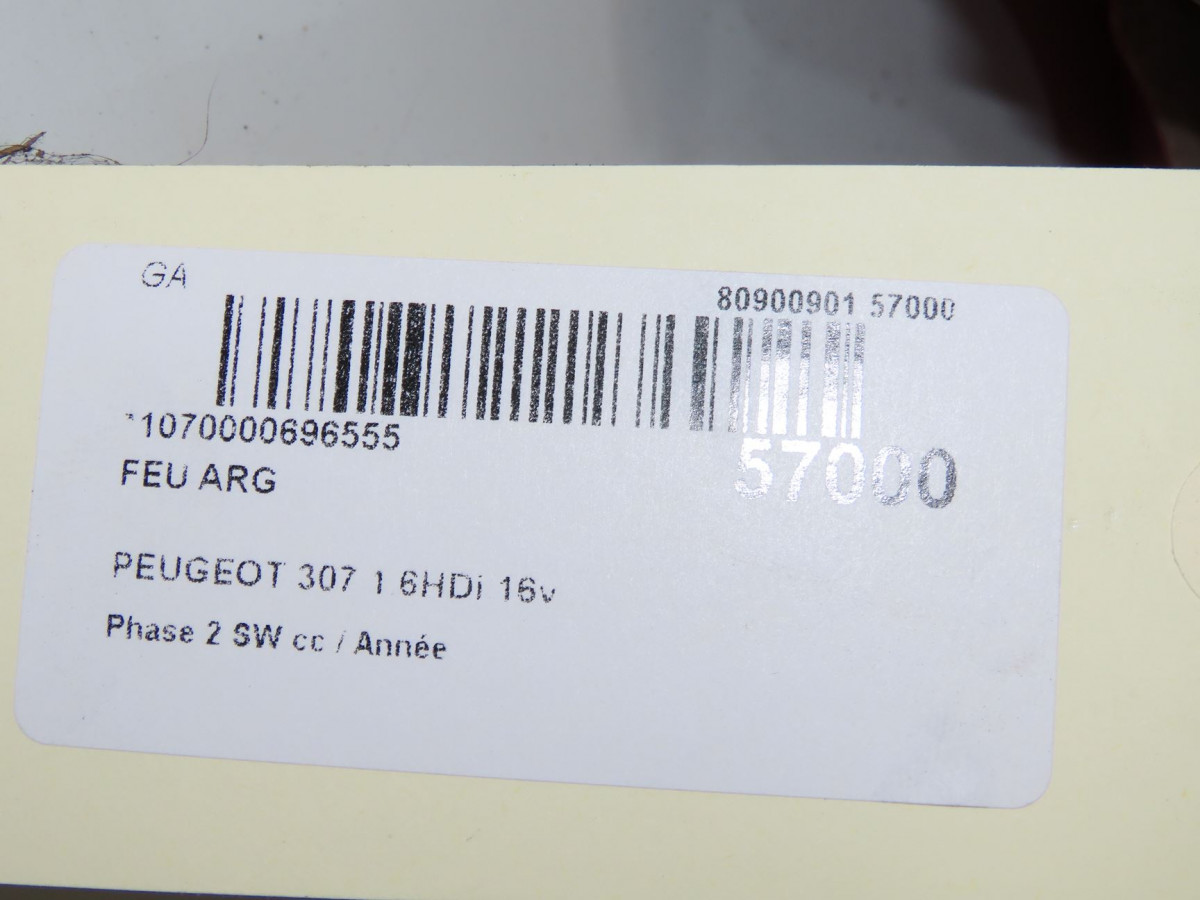 GA
80900901 57000
*1070000696555
57000
FEU ARG
PEUGEOT 307 1.6HDi 16v
Phase 2 SW cc / Année